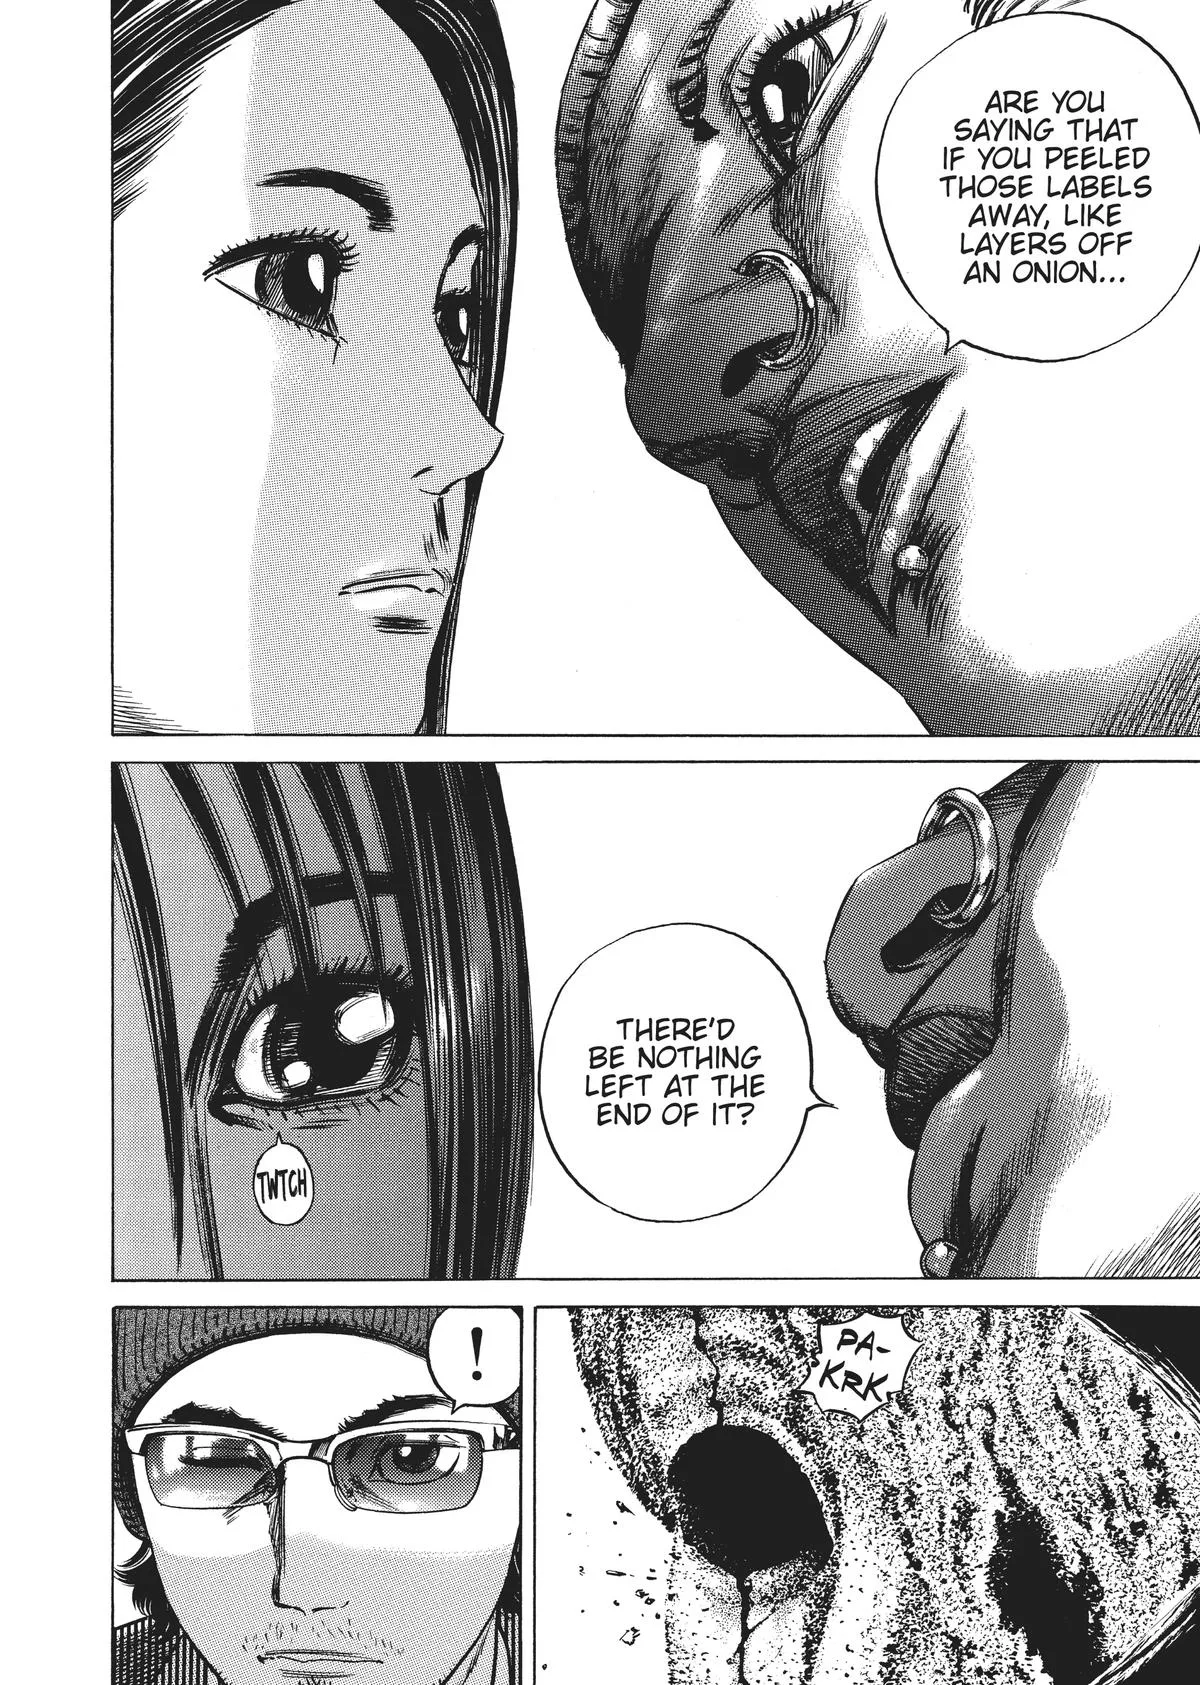 ARE YOU
SAYING THAT
IF YOU PEELED
THOSE LABELS
AWAY, LIKE
LAYERS OFF
AN ONION...
THERE'D
BE NOTHING
LEFT AT THE
END OF IT?
TWTCH
PA-
KRK
!